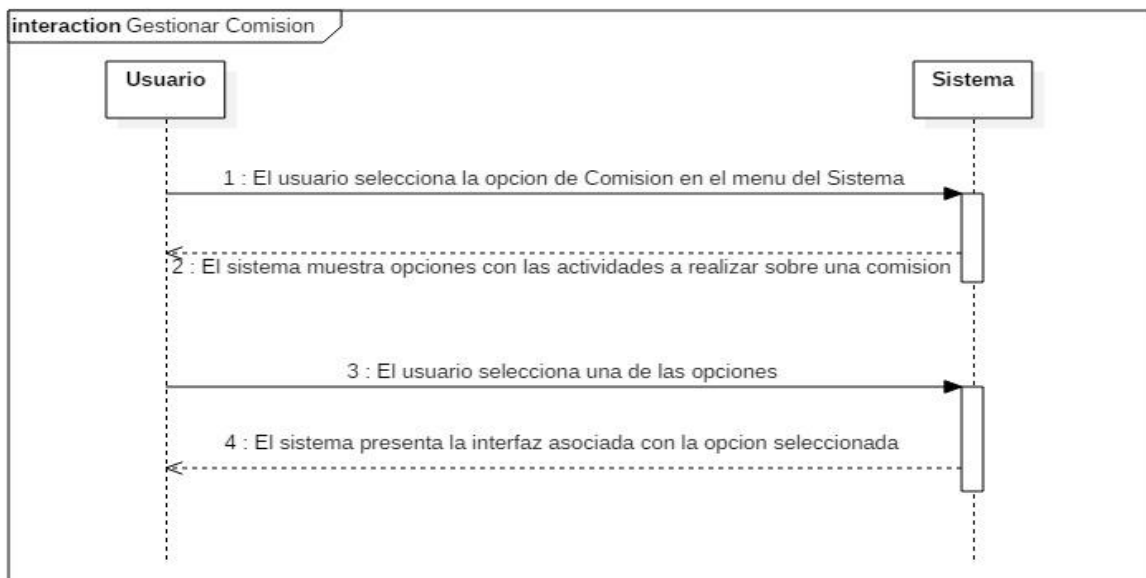 interaction Gestionar Comision
Usuario
Sistema
1 : El usuario selecciona la opcion de Comision en el menu del Sistema
2 : El sistema muestra opciones con las actividades a realizar sobre una comision
3 : El usuario selecciona una de las opciones
4 : El sistema presenta la interfaz asociada con la opcion seleccionada